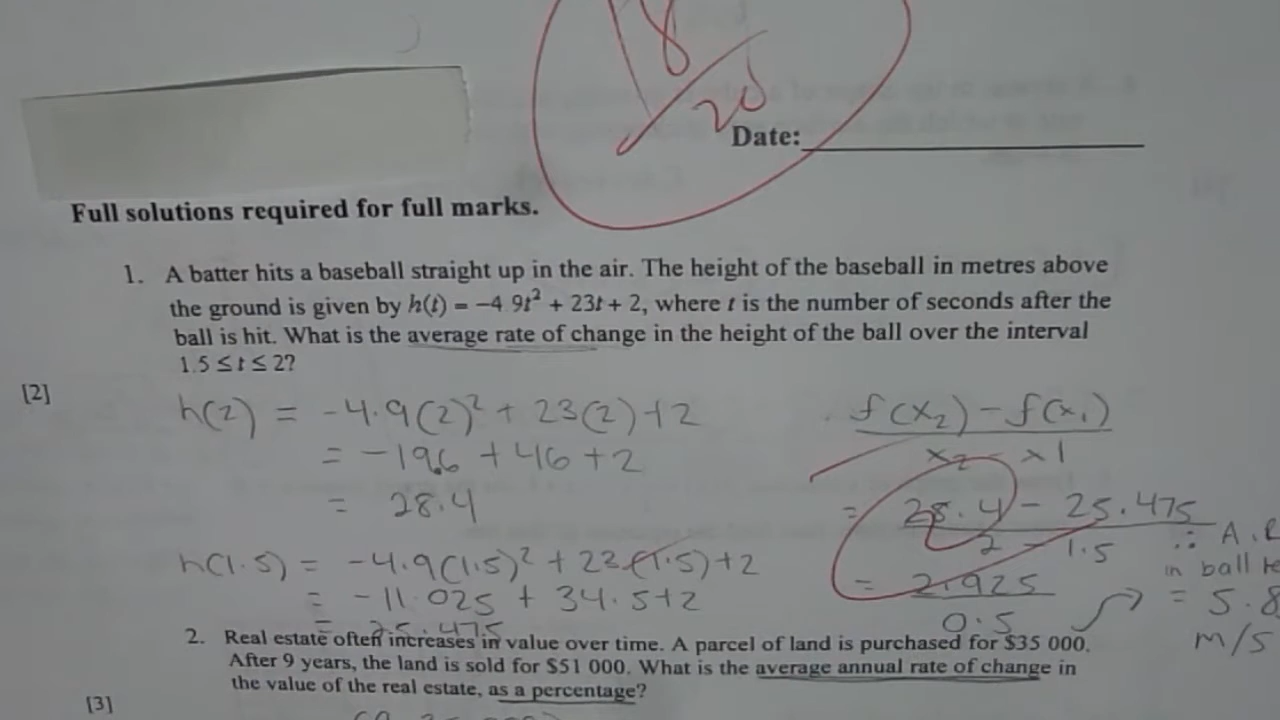 18/20
Date:
Full solutions required for full marks.
1. A batter hits a baseball straight up in the air. The height of the baseball in metres above
the ground is given by h(t) = −4.9t² + 23t + 2, where t is the number of seconds after the
ball is hit. What is the average rate of change in the height of the ball over the interval
1.5 ≤ t ≤ 2?
[2]
h(2) = -4.9(2)² + 23(2) + 2
= -19.6 + 46 + 2
= 28.4
h(1.5) = -4.9(1.5)² + 23(1.5) + 2
= -11.025 + 34.5 + 2
= 25.475
f(x₂) - f(x₁)
x₂ - x1
= 28.4 - 25.475
2 - 1.5
= 2.925
0.5
∴ A.R
in ball he
= 5.8
m/s
2. Real estate often increases in value over time. A parcel of land is purchased for $35 000.
After 9 years, the land is sold for $51 000. What is the average annual rate of change in
the value of the real estate, as a percentage?
[3]